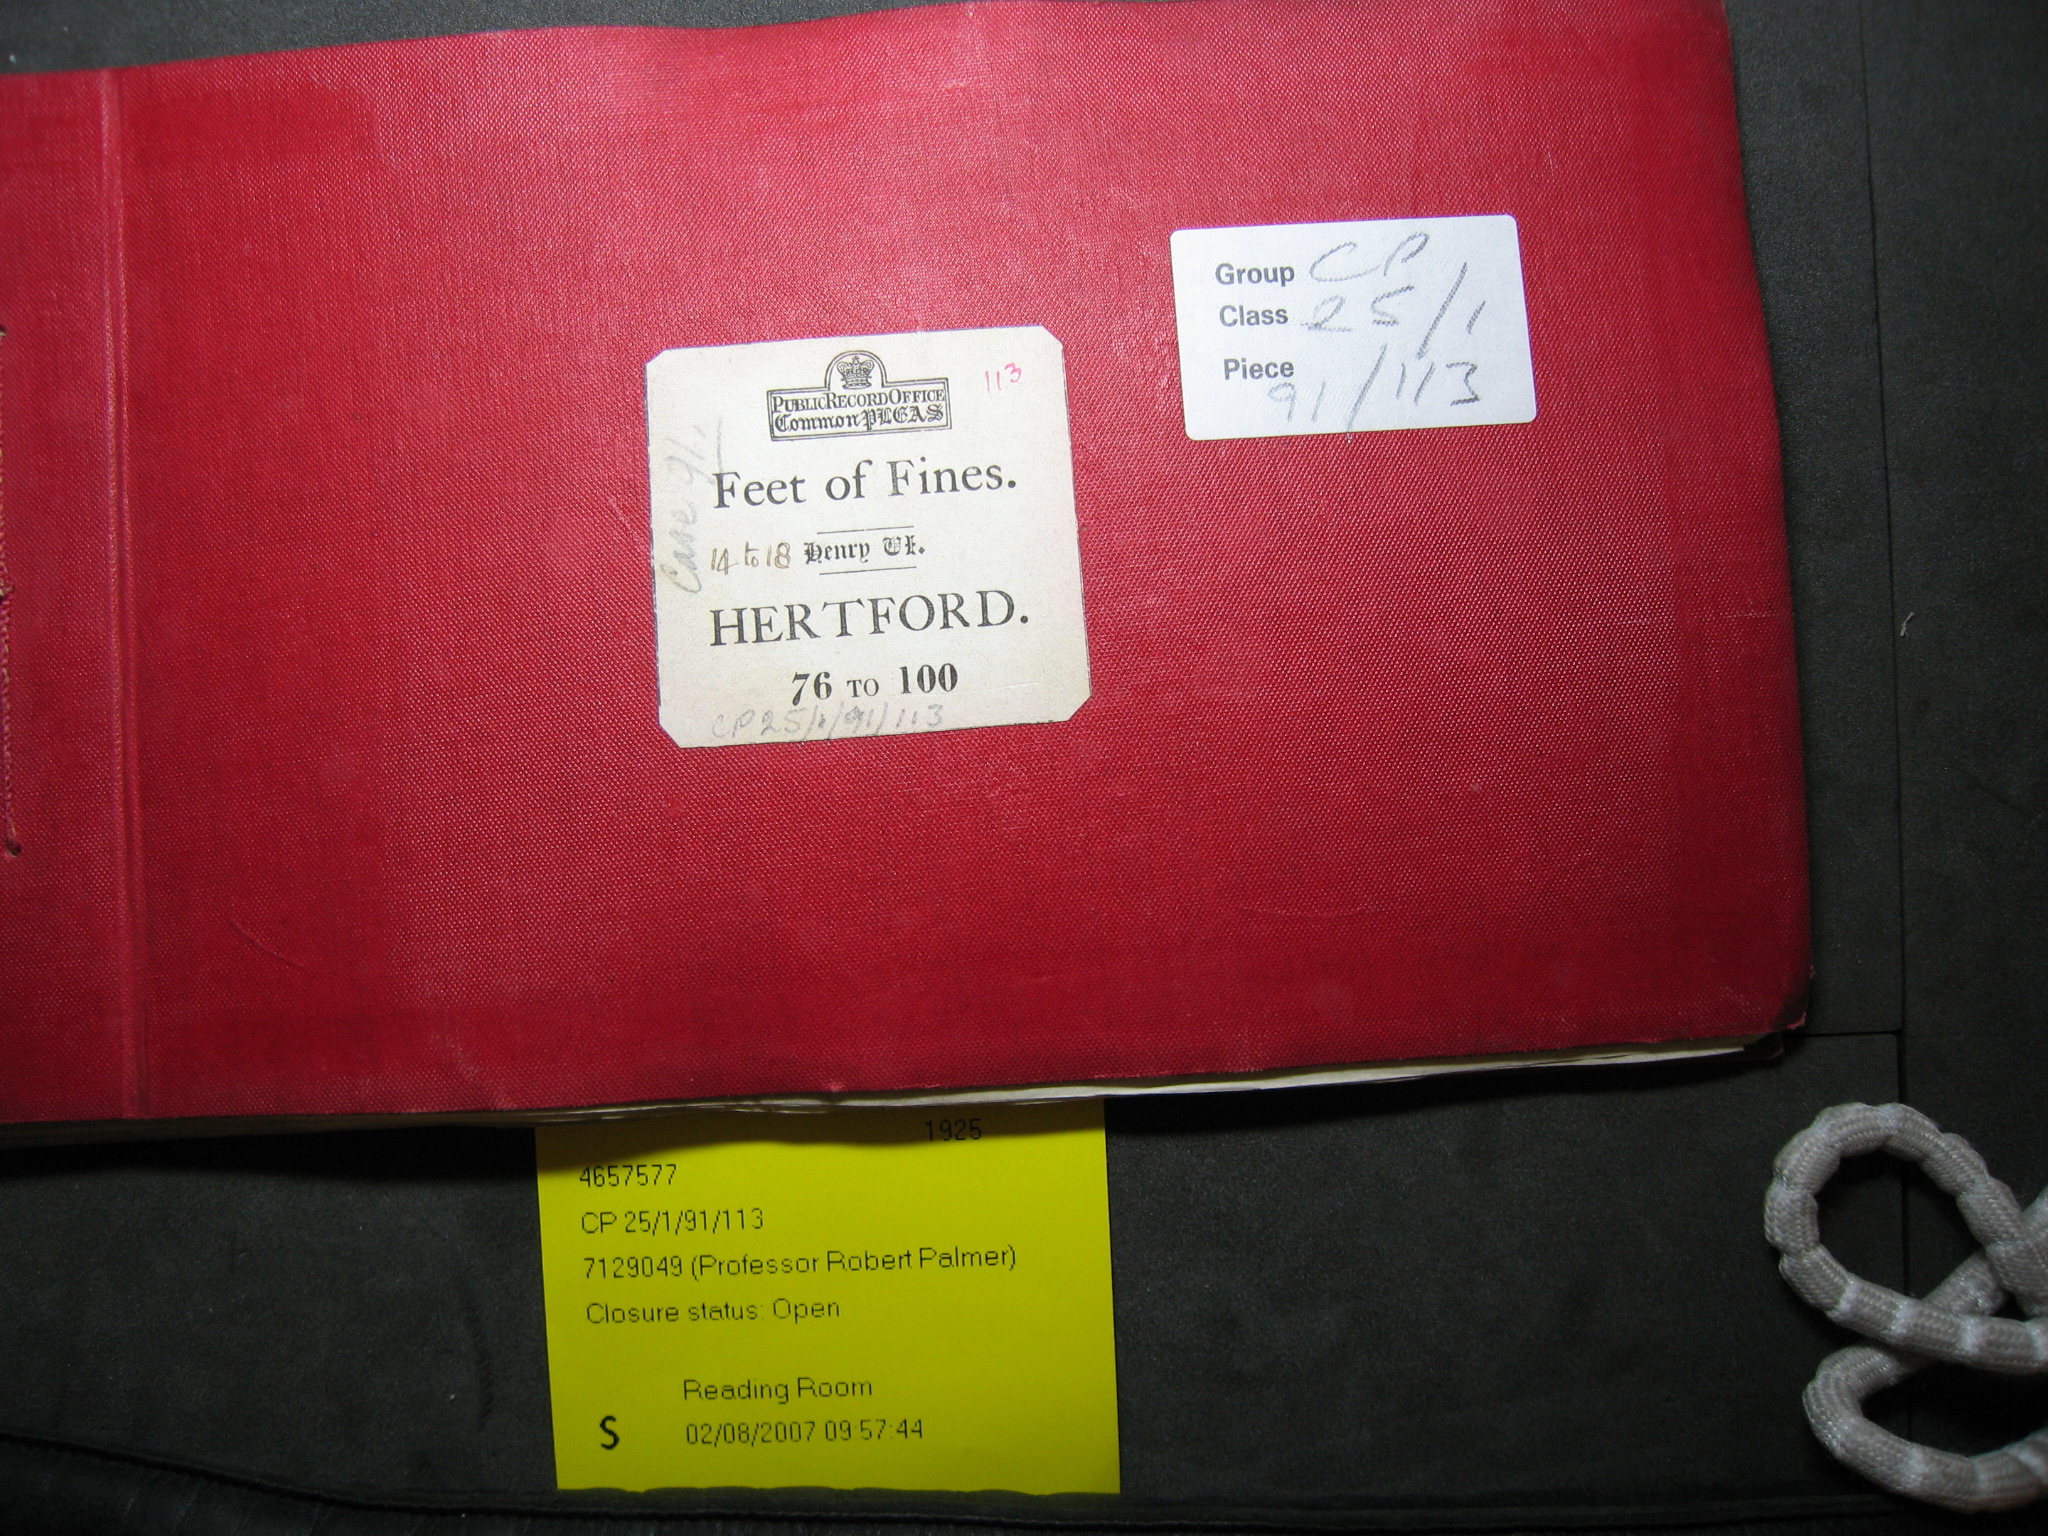 Group CP
Class 25/1
Piece
91/113
113
PUBLIC RECORD OFFICE
Common PLEAS
Feet of Fines.
14 to 18 Henry VI.
HERTFORD.
76 TO 100
CP 25/1/91/113
Case 91.
1925
4657577
CP 25/1/91/113
7129049 (Professor Robert Palmer)
Closure status: Open
Reading Room
S 02/08/2007 09:57:44